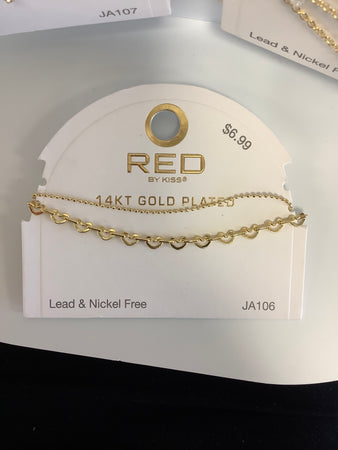 JA107
Lead & Nickel F
$6.99
RED
BY KISS®
14KT GOLD PLATED
Lead & Nickel Free
JA106